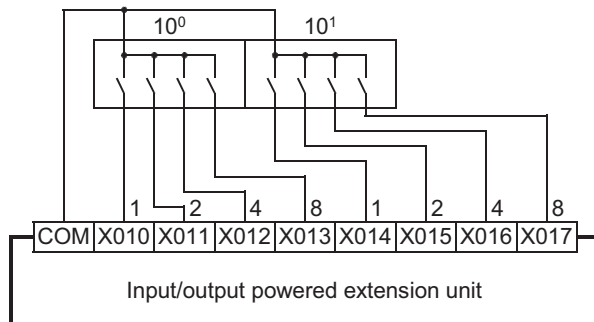 10⁰ 10¹
1 2 4 8 1 2 4 8
COM X010 X011 X012 X013 X014 X015 X016 X017
Input/output powered extension unit